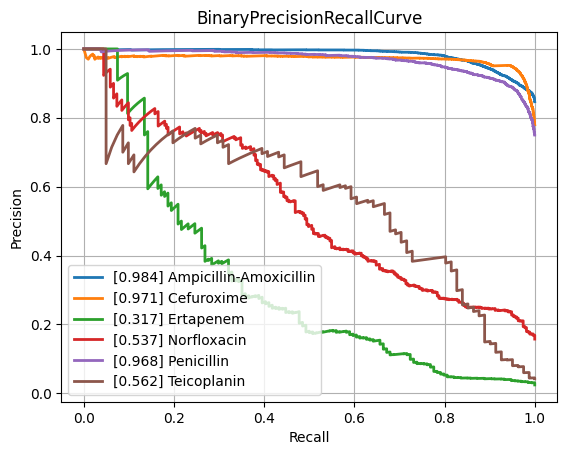 BinaryPrecisionRecallCurve
Precision
1.0
0.8
0.6
0.4
0.2
0.0
[0.984] Ampicillin-Amoxicillin
[0.971] Cefuroxime
[0.317] Ertapenem
[0.537] Norfloxacin
[0.968] Penicillin
[0.562] Teicoplanin
0.0 0.2 0.4 0.6 0.8 1.0
Recall